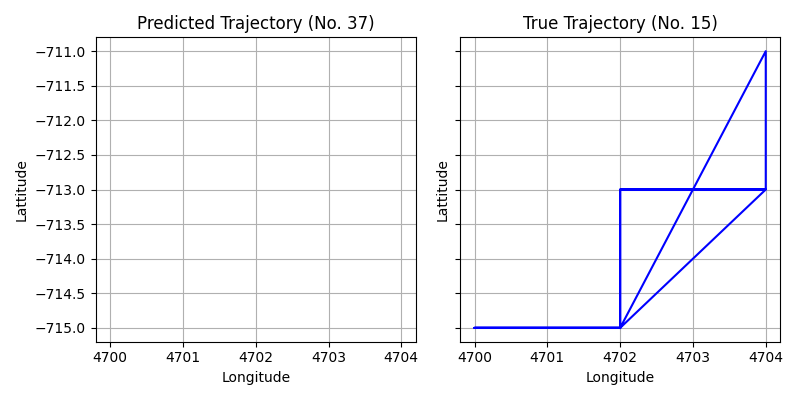 Predicted Trajectory (No. 37)
−711.0
−711.5
−712.0
−712.5
−713.0
−713.5
−714.0
−714.5
−715.0
Lattitude
4700 4701 4702 4703 4704
Longitude
True Trajectory (No. 15)
Lattitude
4700 4701 4702 4703 4704
Longitude